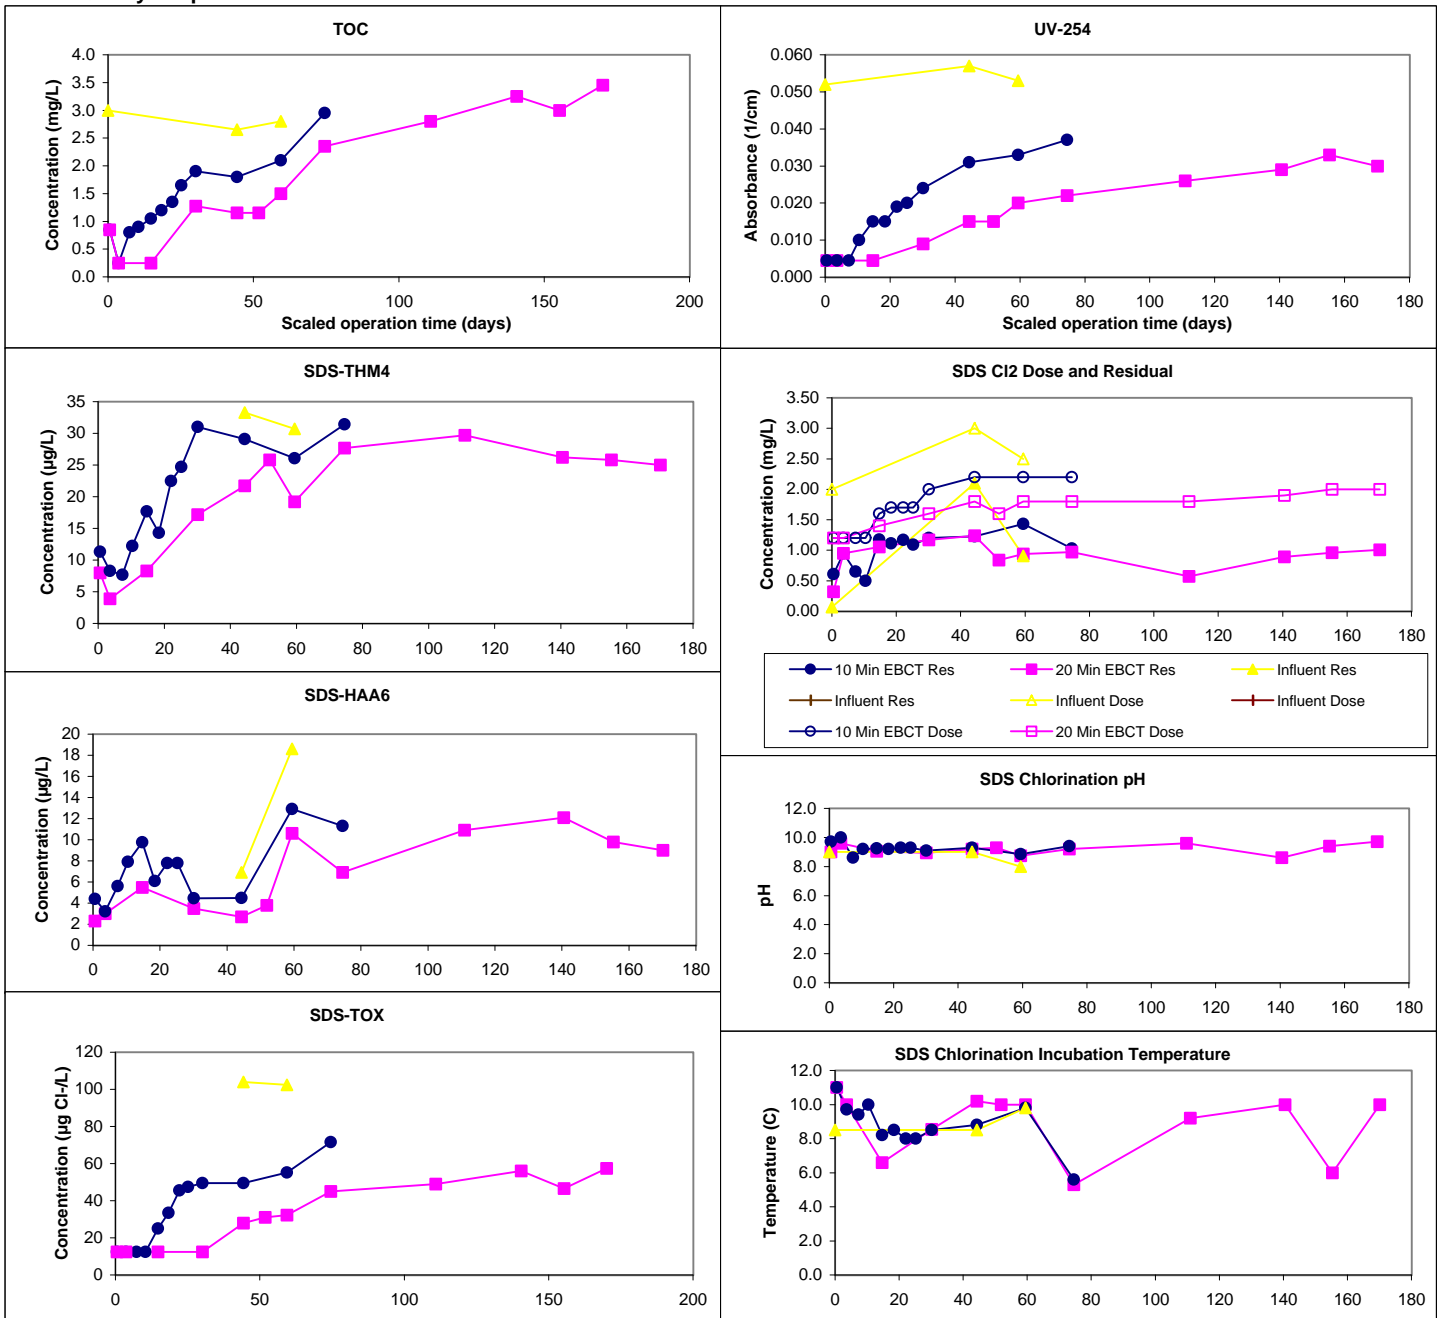 TOC
4.0
3.5
3.0
2.5
2.0
1.5
1.0
0.5
0.0
Concentration (mg/L)
0 50 100 150 200
Scaled operation time (days)
UV-254
0.060
0.050
0.040
0.030
0.020
0.010
0.000
Absorbance (1/cm)
0 20 40 60 80 100 120 140 160 180
Scaled operation time (days)
SDS-THM4
35
30
25
20
15
10
5
0
Concentration (µg/L)
0 20 40 60 80 100 120 140 160 180
SDS Cl2 Dose and Residual
3.50
3.00
2.50
2.00
1.50
1.00
0.50
0.00
Concentration (mg/L)
0 20 40 60 80 100 120 140 160 180
10 Min EBCT Res 20 Min EBCT Res Influent Res
Influent Res Influent Dose Influent Dose
10 Min EBCT Dose 20 Min EBCT Dose
SDS-HAA6
20
18
16
14
12
10
8
6
4
2
0
Concentration (µg/L)
0 20 40 60 80 100 120 140 160 180
SDS Chlorination pH
12.0
10.0
8.0
6.0
4.0
2.0
0.0
pH
0 20 40 60 80 100 120 140 160 180
SDS-TOX
120
100
80
60
40
20
0
Concentration (µg Cl-/L)
0 50 100 150 200
SDS Chlorination Incubation Temperature
12.0
10.0
8.0
6.0
4.0
2.0
0.0
Temperature (C)
0 20 40 60 80 100 120 140 160 180